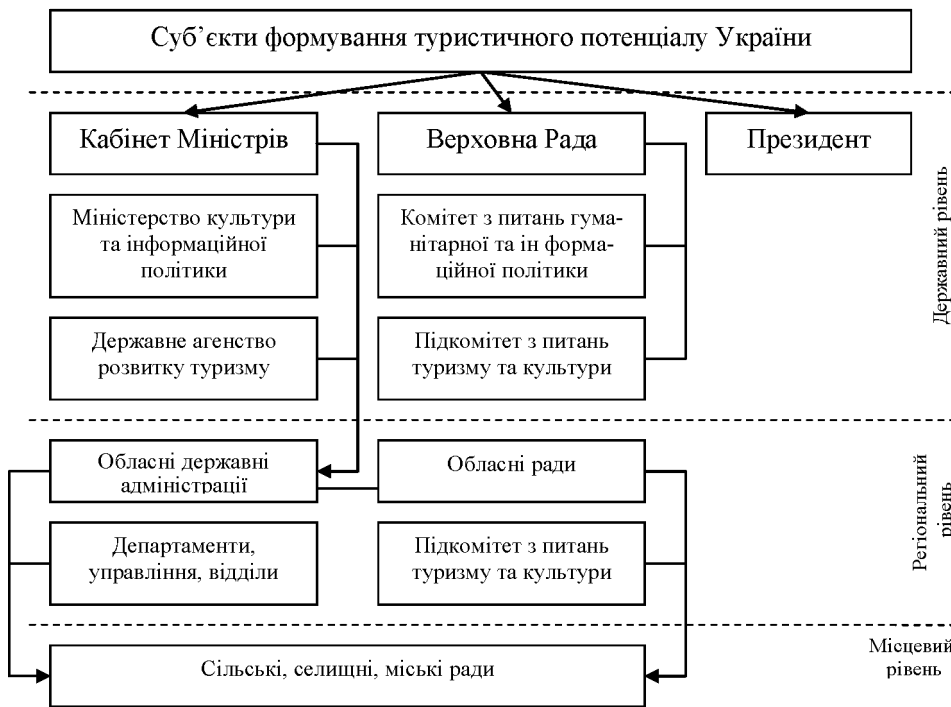 Суб’єкти формування туристичного потенціалу України
Кабінет Міністрів
Верховна Рада
Президент
Міністерство культури
та інформаційної
політики
Комітет з питань гума-
нітарної та ін форма-
ційної політики
Державне агенство
розвитку туризму
Підкомітет з питань
туризму та культури
Державний рівень
Обласні державні
адміністрації
Обласні ради
Департаменти,
управління, відділи
Підкомітет з питань
туризму та культури
Регіональний
рівень
Сільські, селищні, міські ради
Місцевий
рівень